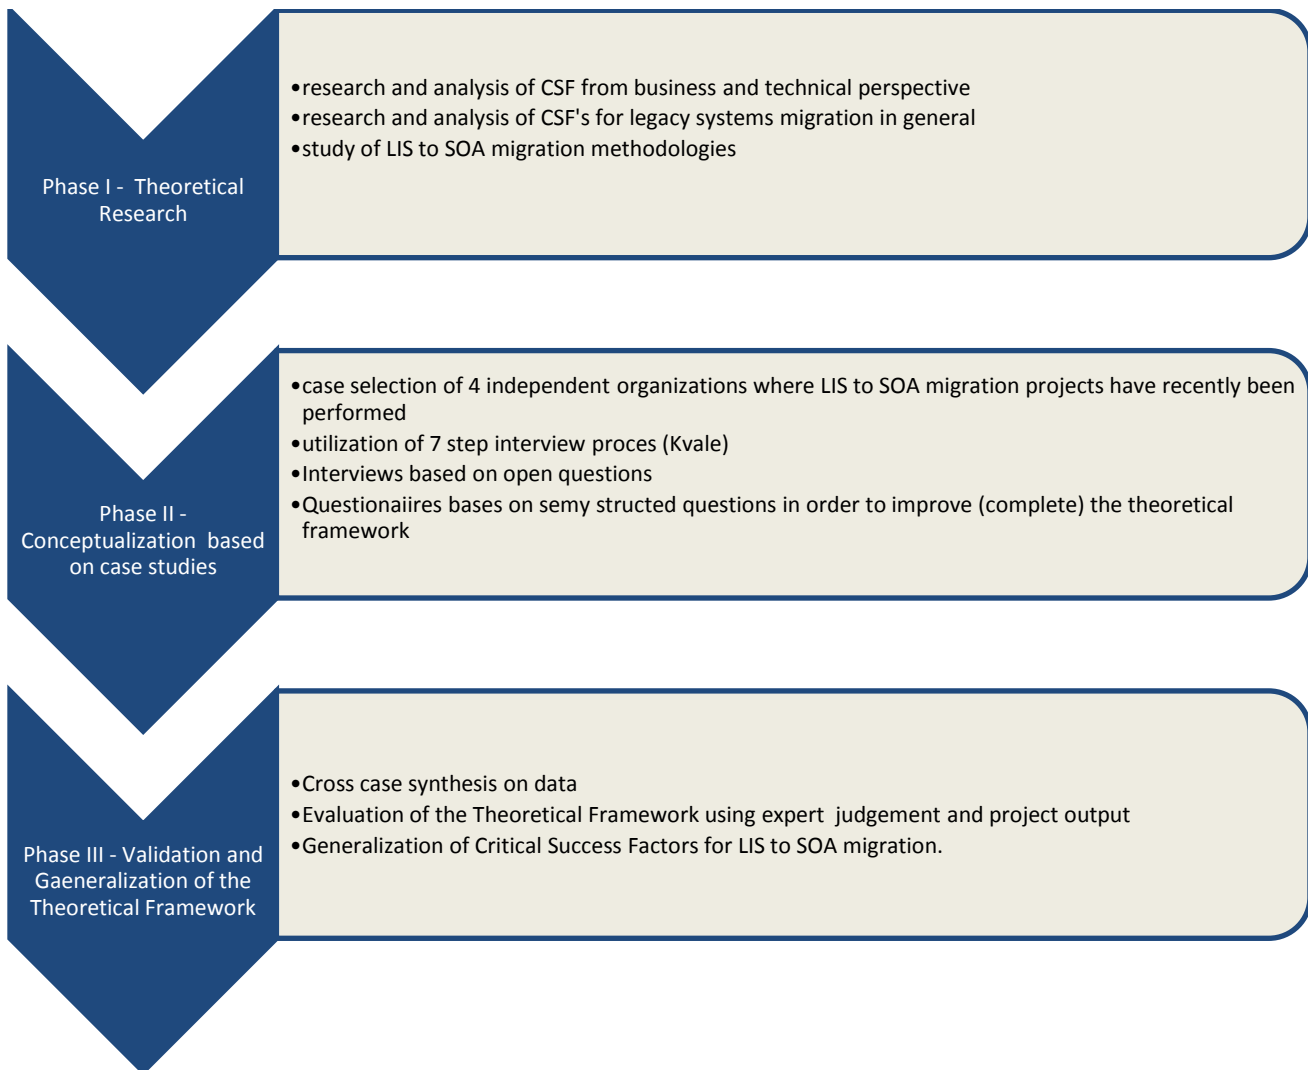 Phase I -  Theoretical
Research
•research and analysis of CSF from business and technical perspective
•research and analysis of CSF's for legacy systems migration in general
•study of LIS to SOA migration methodologies
Phase II -
Conceptualization  based
on case studies
•case selection of 4 independent organizations where LIS to SOA migration projects have recently been
performed
•utilization of 7 step interview proces (Kvale)
•Interviews based on open questions
•Questionaiires bases on semy structed questions in order to improve (complete) the theoretical
framework
Phase III - Validation and
Gaeneralization of the
Theoretical Framework
•Cross case synthesis on data
•Evaluation of the Theoretical Framework using expert  judgement and project output
•Generalization of Critical Success Factors for LIS to SOA migration.